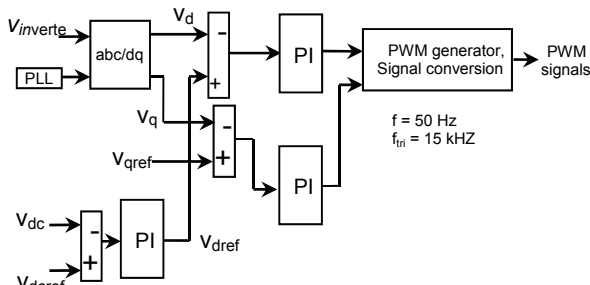 Vinverte
abc/dq
PLL
vd
-
+
PI
PWM generator,
Signal conversion
PWM
signals
vq
-
+
vqref
PI
f = 50 Hz
ftri = 15 kHZ
vdc
-
+
PI
vdref
vdcref